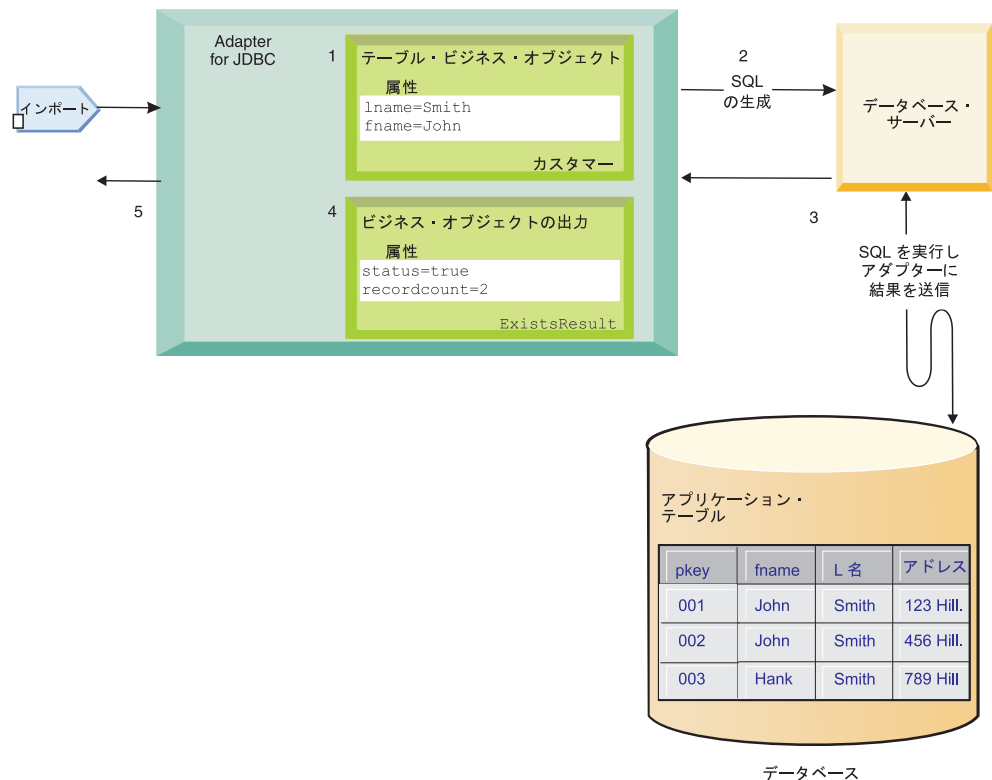 インポート
Adapter
for JDBC
1
テーブル・ビジネス・オブジェクト
属性
lname=Smith
fname=John
カスタマー
2
SQL
の生成
データベース・
サーバー
5
4
ビジネス・オブジェクトの出力
属性
status=true
recordcount=2
ExistsResult
3
SQL を実行し
アダプターに
結果を送信
アプリケーション・
テーブル
pkey fname L 名 アドレス
001 John Smith 123 Hill.
002 John Smith 456 Hill.
003 Hank Smith 789 Hill
データベース